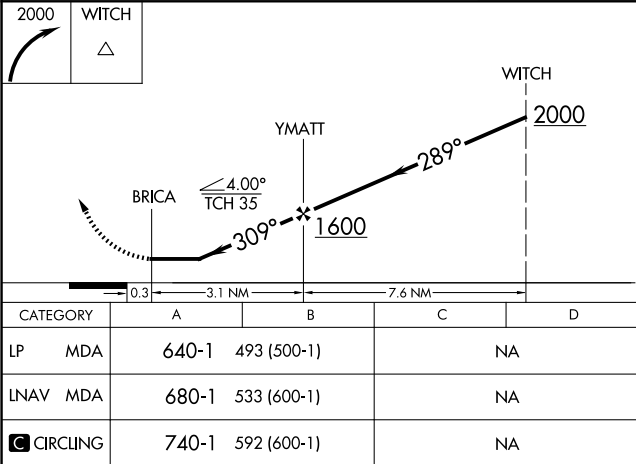 2000 WITCH
WITCH
2000
YMATT
289°
4.00°
TCH 35
BRICA
309°
1600
0.3 3.1 NM 7.6 NM
CATEGORY A B C D
LP MDA 640-1 493 (500-1) NA
LNAV MDA 680-1 533 (600-1) NA
C CIRCLING 740-1 592 (600-1) NA